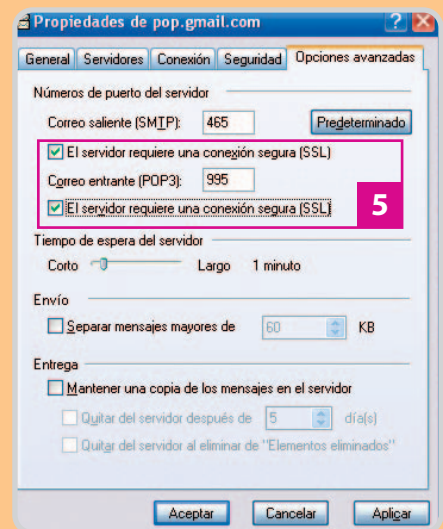 Propiedades de pop.gmail.com
General Servidores Conexión Seguridad Opciones avanzadas
Números de puerto del servidor
Correo saliente (SMTP): 465 Predeterminado
El servidor requiere una conexión segura (SSL)
Correo entrante (POP3): 995
El servidor requiere una conexión segura (SSL)
5
Tiempo de espera del servidor
Corto Largo 1 minuto
Envío
Separar mensajes mayores de 60 KB
Entrega
Mantener una copia de los mensajes en el servidor
Quitar del servidor después de 5 día(s)
Quitar del servidor al eliminar de "Elementos eliminados"
Aceptar Cancelar Aplicar